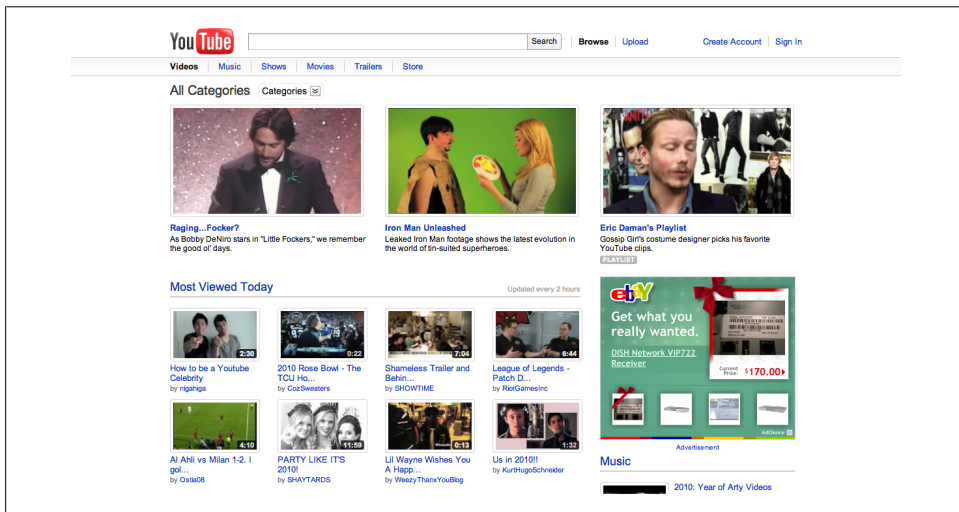 You Tube
Search
Browse
Upload
Create Account
Sign In
Videos
Music
Shows
Movies
Trailers
Store
All Categories
Categories
Raging...Focker?
As Bobby DeNiro stars in "Little Fockers," we remember
the good ol' days.
Iron Man Unleashed
Leaked Iron Man footage shows the latest evolution in
the world of tin-suited superheroes.
Eric Daman's Playlist
Gossip Girl's costume designer picks his favorite
YouTube clips.
PLAYLIST
Most Viewed Today
Updated every 2 hours
2:30
How to be a Youtube
Celebrity
by nigahiga
0:22
2010 Rose Bowl - The
TCU Ho...
by CozSweaters
7:04
Shameless Trailer and
Behin...
by SHOWTIME
6:44
League of Legends -
Patch D...
by RiotGamesInc
4:10
Al Ahli vs Milan 1-2. I
gol...
by Ostia08
11:59
PARTY LIKE IT'S
2010!
by SHAYTARDS
0:13
Lil Wayne Wishes You
A Happ...
by WeezyThanxYouBlog
1:32
Us in 2010!!
by KurtHugoSchneider
ebY
Get what you
really wanted.
DISH Network VIP722
Receiver
Current
Price:
$170.00
AdChoice
Advertisement
Music
2010: Year of Arty Videos